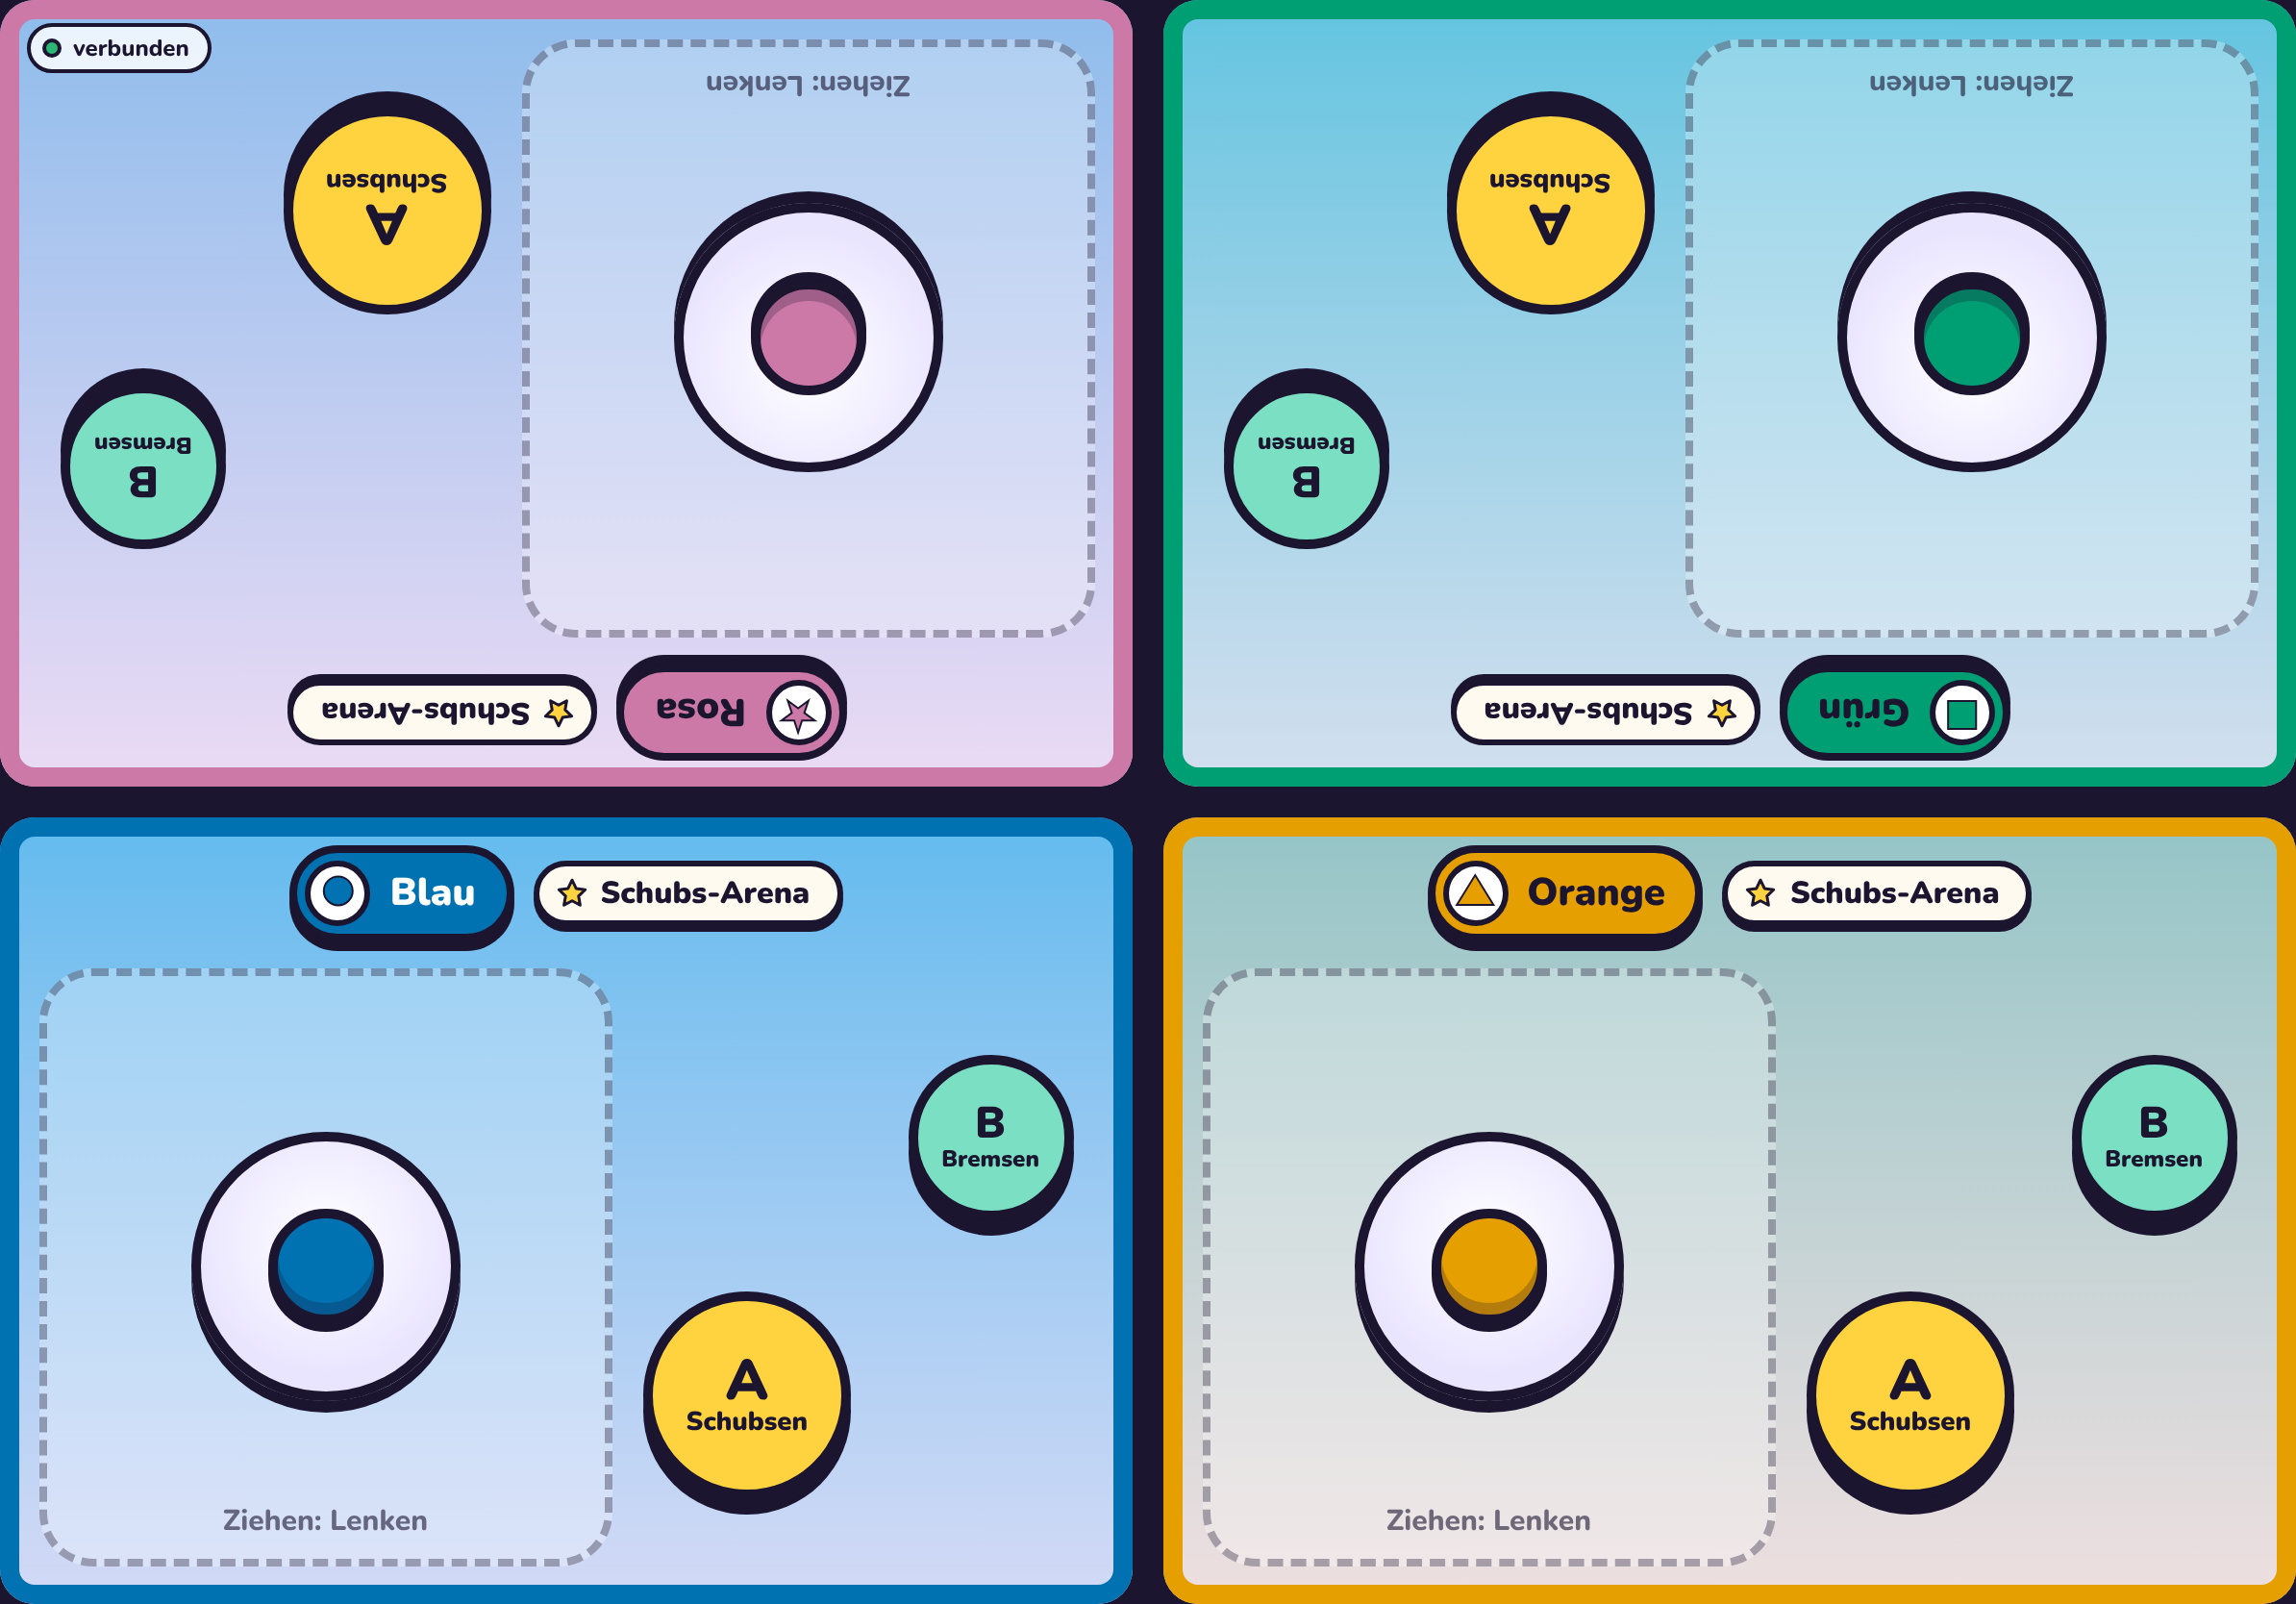 verbunden
Ziehen: Lenken
Schubsen
A
Bremsen
B
Schubs-Arena
Rosa
Ziehen: Lenken
Schubsen
A
Bremsen
B
Schubs-Arena
Grün
Blau
Schubs-Arena
B
Bremsen
A
Schubsen
Ziehen: Lenken
Orange
Schubs-Arena
B
Bremsen
A
Schubsen
Ziehen: Lenken